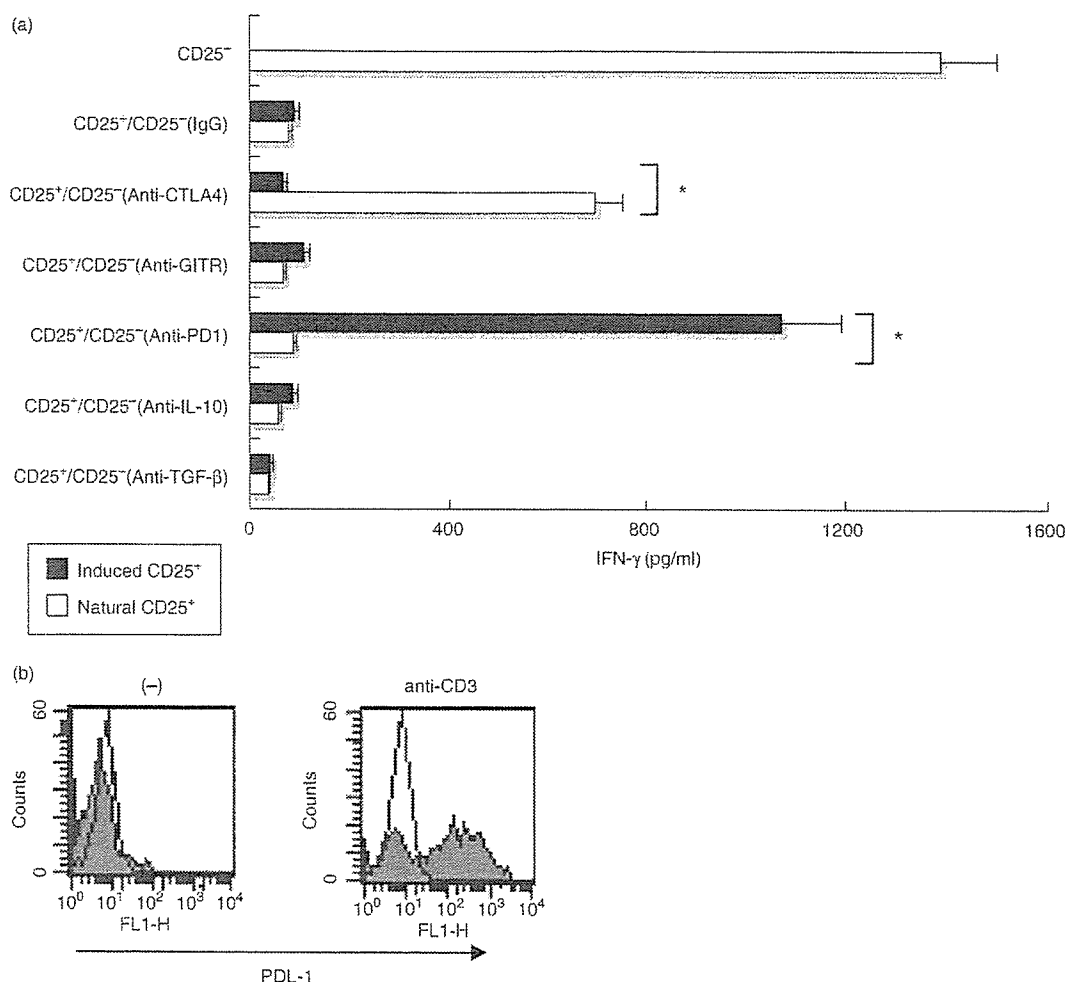 (a)
CD25⁻
CD25⁺/CD25⁻(IgG)
CD25⁺/CD25⁻(Anti-CTLA4)
*
CD25⁺/CD25⁻(Anti-GITR)
CD25⁺/CD25⁻(Anti-PD1)
*
CD25⁺/CD25⁻(Anti-IL-10)
CD25⁺/CD25⁻(Anti-TGF-β)
0 400 800 1200 1600
IFN-γ (pg/ml)
Induced CD25⁺
Natural CD25⁺
(b)
(–) anti-CD3
60 60
Counts Counts
0 0
10⁰ 10¹ 10² 10³ 10⁴ 10⁰ 10¹ 10² 10³ 10⁴
FL1-H FL1-H
PDL-1